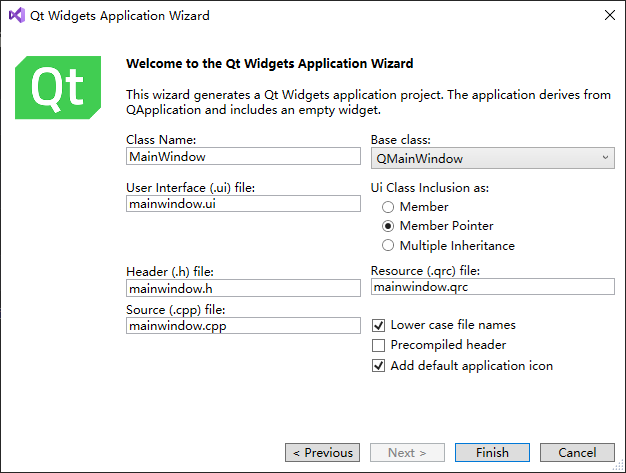 Qt Widgets Application Wizard
Qt
Welcome to the Qt Widgets Application Wizard
This wizard generates a Qt Widgets application project. The application derives from
QApplication and includes an empty widget.
Class Name:
MainWindow
Base class:
QMainWindow
User Interface (.ui) file:
mainwindow.ui
Ui Class Inclusion as:
Member
Member Pointer
Multiple Inheritance
Header (.h) file:
mainwindow.h
Resource (.qrc) file:
mainwindow.qrc
Source (.cpp) file:
mainwindow.cpp
Lower case file names
Precompiled header
Add default application icon
< Previous
Next >
Finish
Cancel